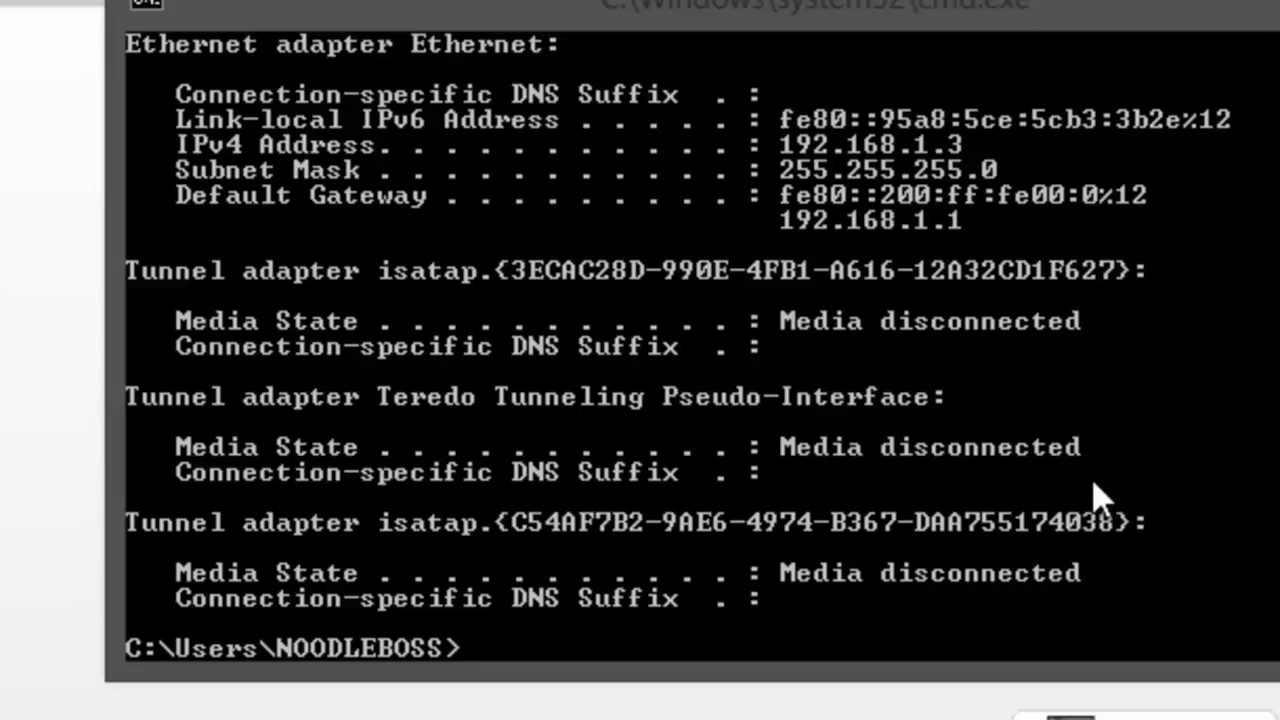 C:\Windows\system32\cmd.exe
Ethernet adapter Ethernet:
Connection-specific DNS Suffix . :
Link-local IPv6 Address . . . . . : fe80::95a8:5ce:5cb3:3b2e%12
IPv4 Address. . . . . . . . . . . : 192.168.1.3
Subnet Mask . . . . . . . . . . . : 255.255.255.0
Default Gateway . . . . . . . . . : fe80::200:ff:fe00:0%12
192.168.1.1
Tunnel adapter isatap.{3ECAC28D-990E-4FB1-A616-12A32CD1F627}:
Media State . . . . . . . . . . . : Media disconnected
Connection-specific DNS Suffix . :
Tunnel adapter Teredo Tunneling Pseudo-Interface:
Media State . . . . . . . . . . . : Media disconnected
Connection-specific DNS Suffix . :
Tunnel adapter isatap.{C54AF7B2-9AE6-4974-B367-DAA755174038}:
Media State . . . . . . . . . . . : Media disconnected
Connection-specific DNS Suffix . :
C:\Users\NOODLEBOSS>